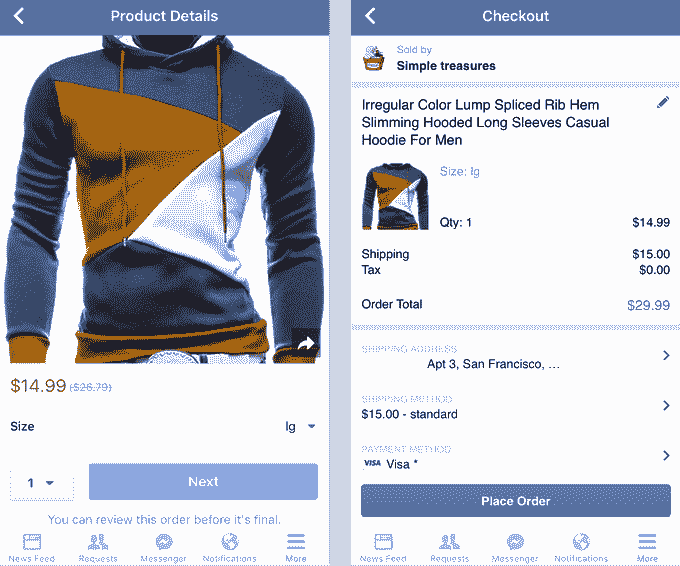 Product Details
$14.99 ($26.79)
Size lg
1 Next
You can review this order before it's final.
News Feed Requests Messenger Notifications More
Checkout
Sold by
Simple treasures
Irregular Color Lump Spliced Rib Hem
Slimming Hooded Long Sleeves Casual
Hoodie For Men
Size: lg
Qty: 1 $14.99
Shipping $15.00
Tax $0.00
Order Total $29.99
SHIPPING ADDRESS
Apt 3, San Francisco, ...
SHIPPING METHOD
$15.00 - standard
PAYMENT METHOD
VISA Visa *
Place Order
News Feed Requests Messenger Notifications More